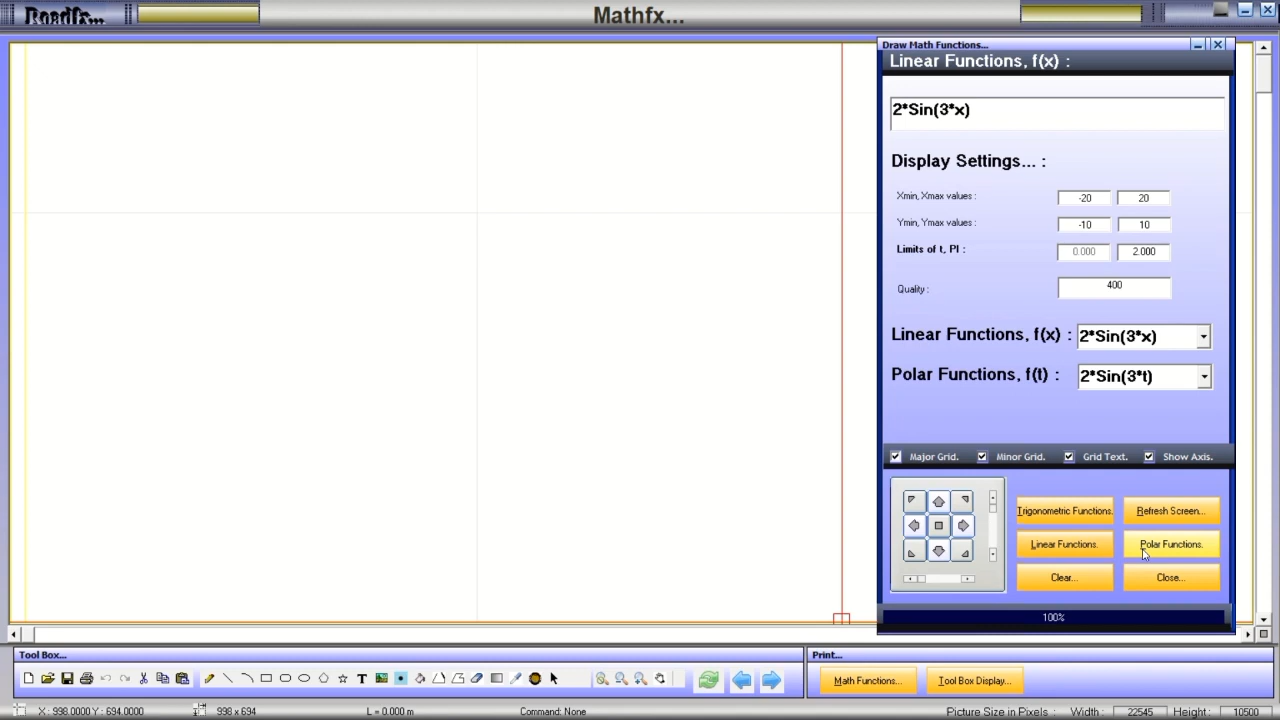 Roadfx...
Mathfx...
Draw Math Functions...
Linear Functions, f(x) :
2*Sin(3*x)
Display Settings... :
Xmin, Xmax values : -20 20
Ymin, Ymax values : -10 10
Limits of t, PI : 0.000 2.000
Quality : 400
Linear Functions, f(x) : 2*Sin(3*x)
Polar Functions, f(t) : 2*Sin(3*t)
Major Grid. Minor Grid. Grid Text. Show Axis.
Trigonometric Functions. Refresh Screen...
Linear Functions. Polar Functions.
Clear... Close...
100%
Tool Box... Print...
Math Functions... Tool Box Display...
X : 998.0000 Y : 694.0000 998 x 694 L = 0.000 m Command: None Picture Size in Pixels : Width : 22545 Height: 10500